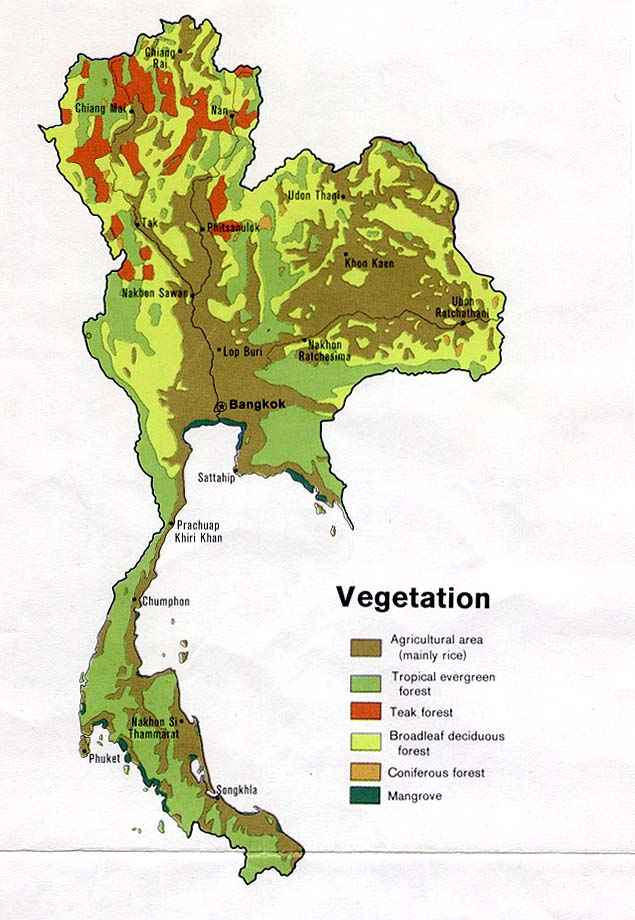 Chiang
Rai
Chiang Mai
Nan
Udon Thani
Tak
Phitsanulok
Khon Kaen
Nakhon Sawan
Ubon
Ratchathani
Lop Buri
Nakhon
Ratchasima
Bangkok
Sattahip
Prachuap
Khiri Khan
Chumphon
Nakhon Si
Thammarat
Phuket
Songkhla
Vegetation
Agricultural area
(mainly rice)
Tropical evergreen
forest
Teak forest
Broadleaf deciduous
forest
Coniferous forest
Mangrove